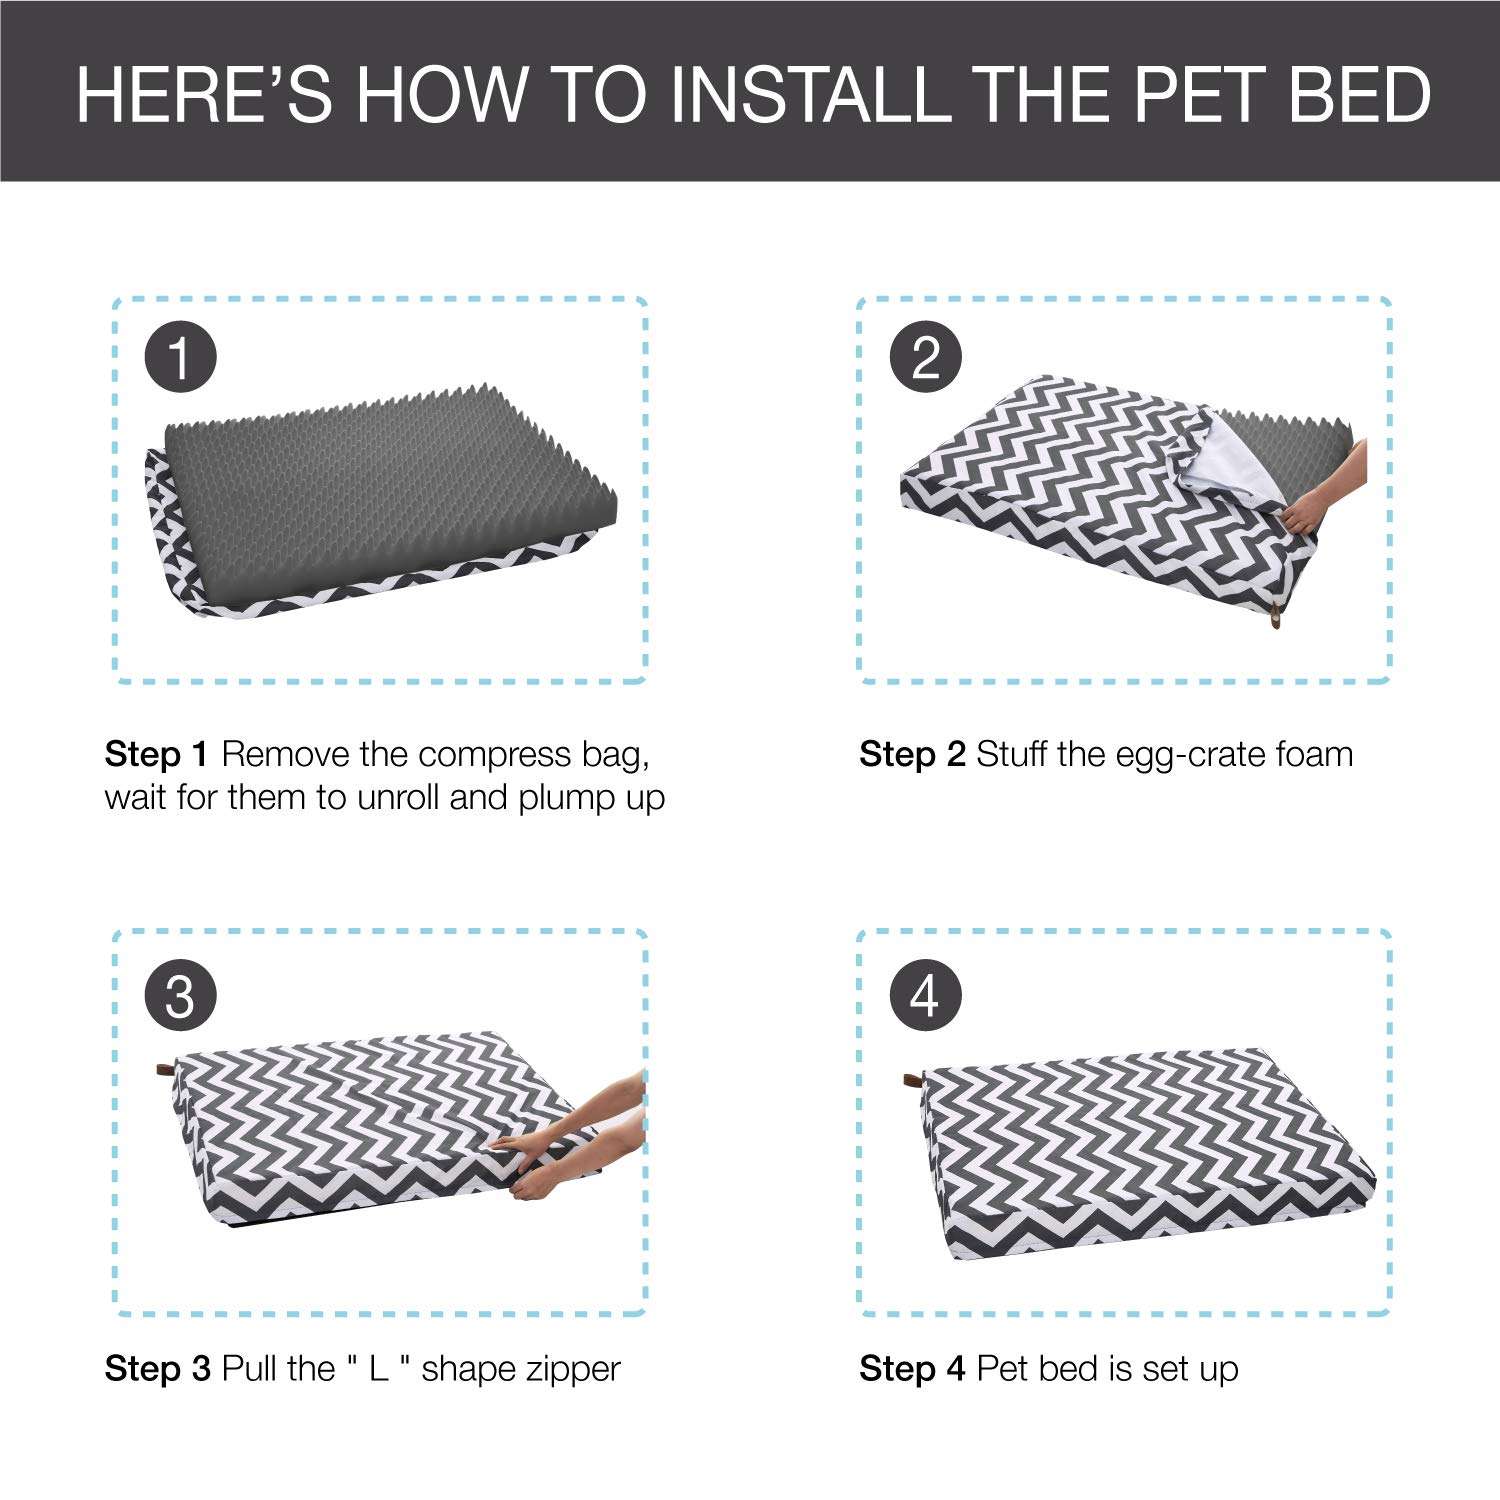 HERE’S HOW TO INSTALL THE PET BED
1
2
Step 1 Remove the compress bag,
wait for them to unroll and plump up
Step 2 Stuff the egg-crate foam
3
4
Step 3 Pull the " L " shape zipper
Step 4 Pet bed is set up